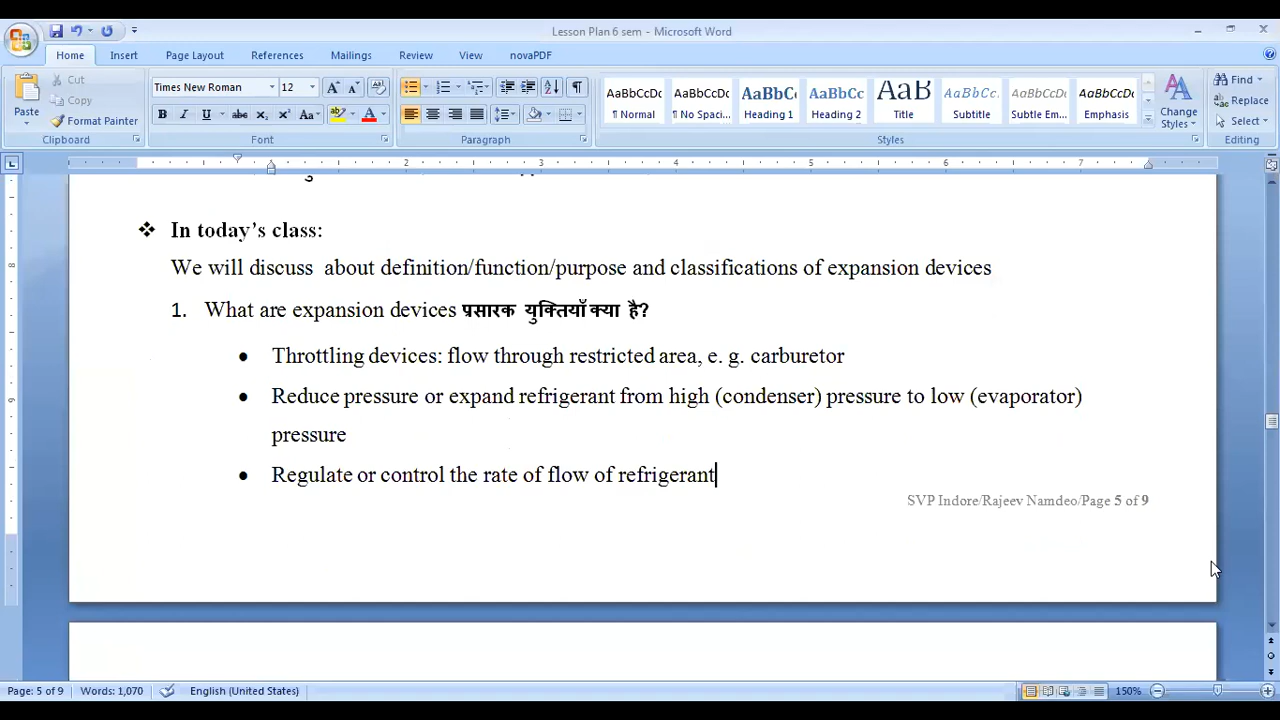 Lesson Plan 6 sem - Microsoft Word
Home Insert Page Layout References Mailings Review View novaPDF
Paste
Cut
Copy
Format Painter
Clipboard
Times New Roman 12
Font
Paragraph
AaBbCcDc AaBbCcDc AaBbC AaBbCc AaB AaBbCc. AaBbCcDc AaBbCcDc
¶ Normal ¶ No Spaci... Heading 1 Heading 2 Title Subtitle Subtle Em... Emphasis
Change Styles
Styles
Find
Replace
Select
Editing
2 3 4 5 6 7
❖ In today’s class:
We will discuss about definition/function/purpose and classifications of expansion devices
1. What are expansion devices प्रसारक युक्तियाँ क्या है?
• Throttling devices: flow through restricted area, e. g. carburetor
• Reduce pressure or expand refrigerant from high (condenser) pressure to low (evaporator)
pressure
• Regulate or control the rate of flow of refrigerant
SVP Indore/Rajeev Namdeo/Page 5 of 9
Page: 5 of 9 Words: 1,070 English (United States) 150%